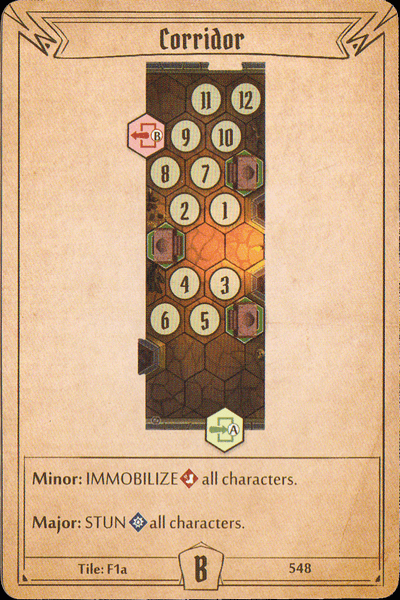 Corridor
11 12
B
9 10
8 7
2 1
4 3
6 5
A
Minor: IMMOBILIZE all characters.
Major: STUN all characters.
Tile: F1a
B
548